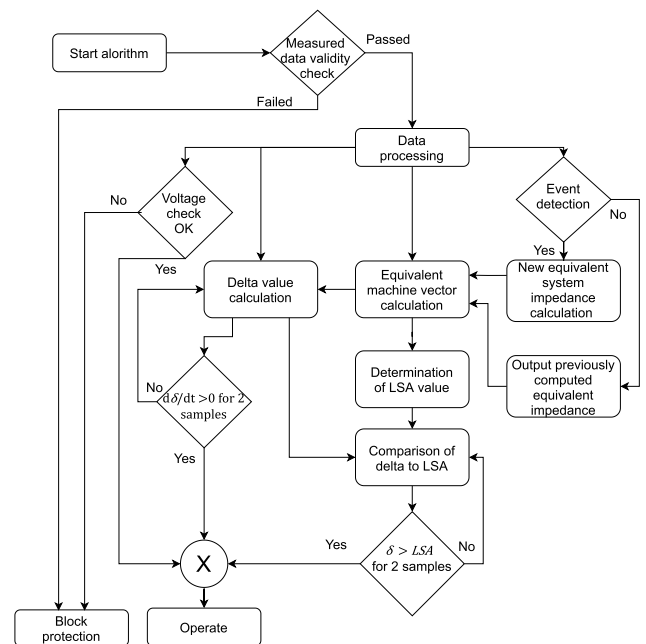 Start alorithm
Measured
data validity
check
Passed
Failed
Data
processing
Voltage
check
OK
No
Yes
Event
detection
No
Yes
Delta value
calculation
Equivalent
machine vector
calculation
New equivalent
system
impedance
calculation
Determination
of LSA value
Output previously
computed
equivalent
impedance
No
dδ/dt >0 for 2
samples
Yes
Comparison of
delta to LSA
Yes
δ > LSA
for 2 samples
No
X
Block
protection
Operate